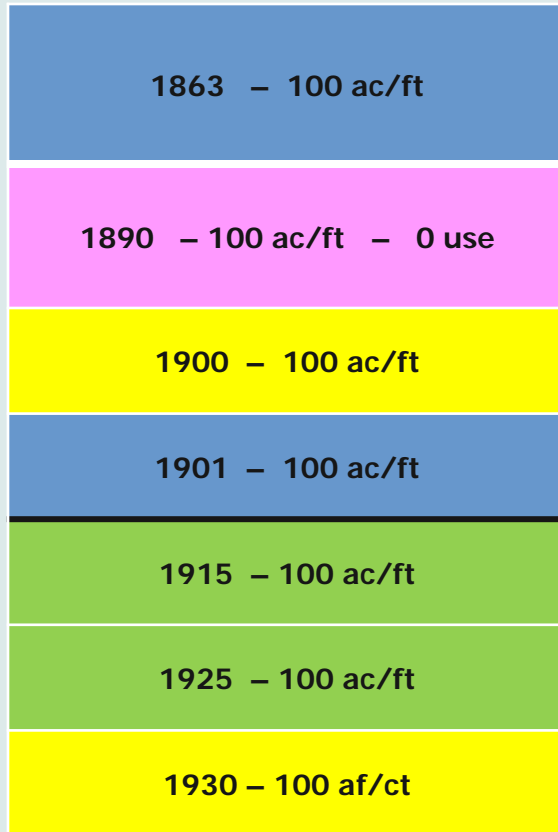 1863 – 100 ac/ft
1890 – 100 ac/ft – 0 use
1900 – 100 ac/ft
1901 – 100 ac/ft
1915 – 100 ac/ft
1925 – 100 ac/ft
1930 – 100 af/ct